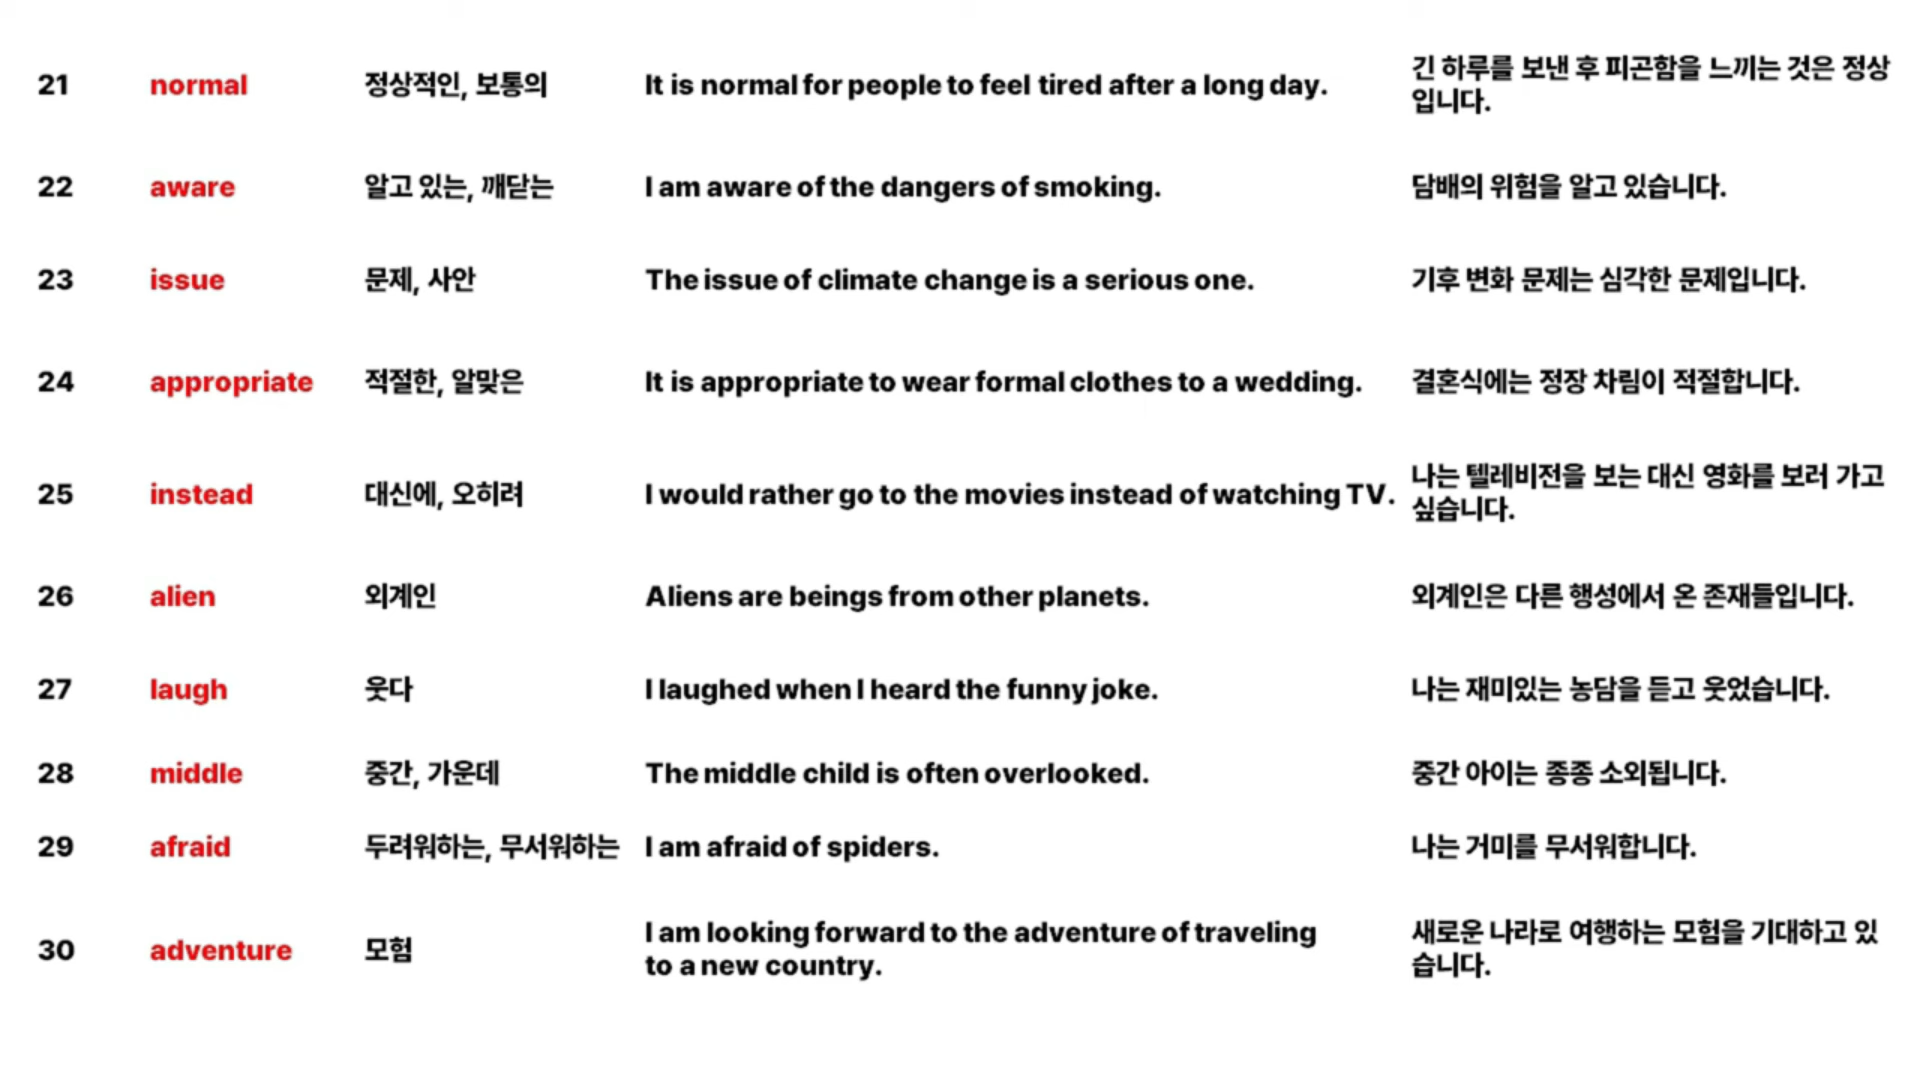 21 normal 정상적인, 보통의 It is normal for people to feel tired after a long day. 긴 하루를 보낸 후 피곤함을 느끼는 것은 정상
입니다.
22 aware 알고 있는, 깨닫는 I am aware of the dangers of smoking. 담배의 위험을 알고 있습니다.
23 issue 문제, 사안 The issue of climate change is a serious one. 기후 변화 문제는 심각한 문제입니다.
24 appropriate 적절한, 알맞은 It is appropriate to wear formal clothes to a wedding. 결혼식에는 정장 차림이 적절합니다.
25 instead 대신에, 오히려 I would rather go to the movies instead of watching TV. 나는 텔레비전을 보는 대신 영화를 보러 가고
싶습니다.
26 alien 외계인 Aliens are beings from other planets. 외계인은 다른 행성에서 온 존재들입니다.
27 laugh 웃다 I laughed when I heard the funny joke. 나는 재미있는 농담을 듣고 웃었습니다.
28 middle 중간, 가운데 The middle child is often overlooked. 중간 아이는 종종 소외됩니다.
29 afraid 두려워하는, 무서워하는 I am afraid of spiders. 나는 거미를 무서워합니다.
30 adventure 모험 I am looking forward to the adventure of traveling
to a new country.
새로운 나라로 여행하는 모험을 기대하고 있
습니다.